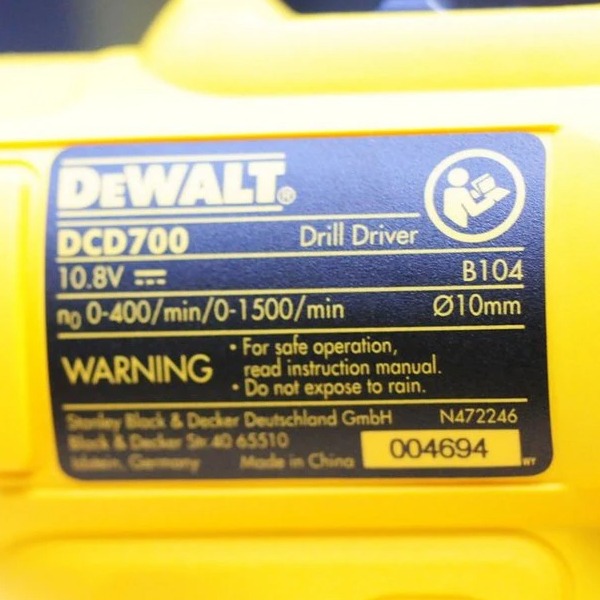 DEWALT®
DCD700 Drill Driver
10.8V B104
n0 0-400/min/0-1500/min Ø10mm
WARNING
• For safe operation,
read instruction manual.
• Do not expose to rain.
Stanley Black & Decker Deutschland GmbH N472246
Black & Decker Str.40 65510
Idstein, Germany Made in China 004694 WY